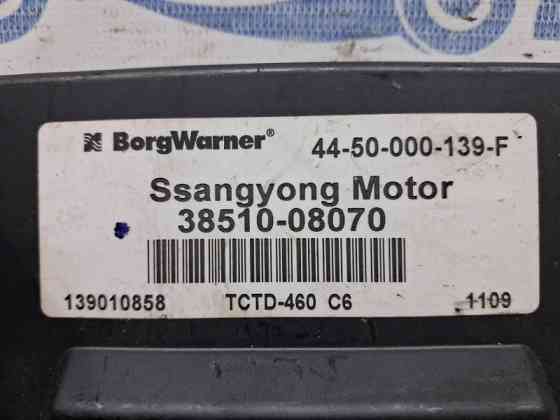 BorgWarner® 44-50-000-139-F
Ssangyong Motor
38510-08070
139010858 TCTD-460 C6 1109